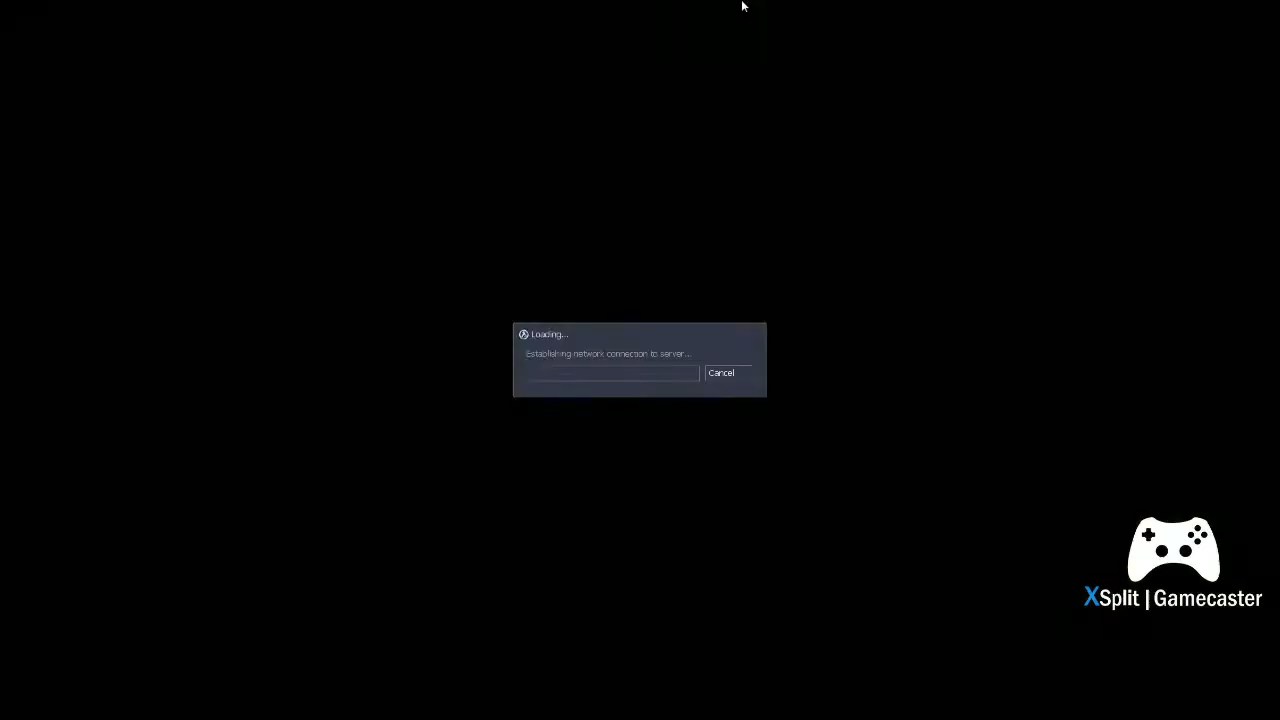 Loading...
Establishing network connection to server...
Cancel
XSplit | Gamecaster